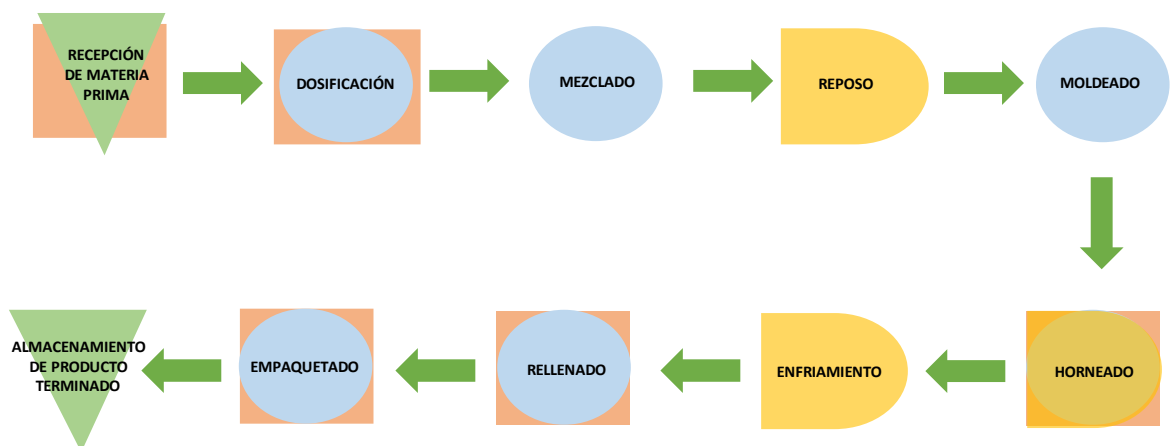 RECEPCIÓN
DE MATERIA
PRIMA
DOSIFICACIÓN
MEZCLADO
REPOSO
MOLDEADO
HORNEADO
ENFRIAMIENTO
RELLENADO
EMPAQUETADO
ALMACENAMIENTO
DE PRODUCTO
TERMINADO